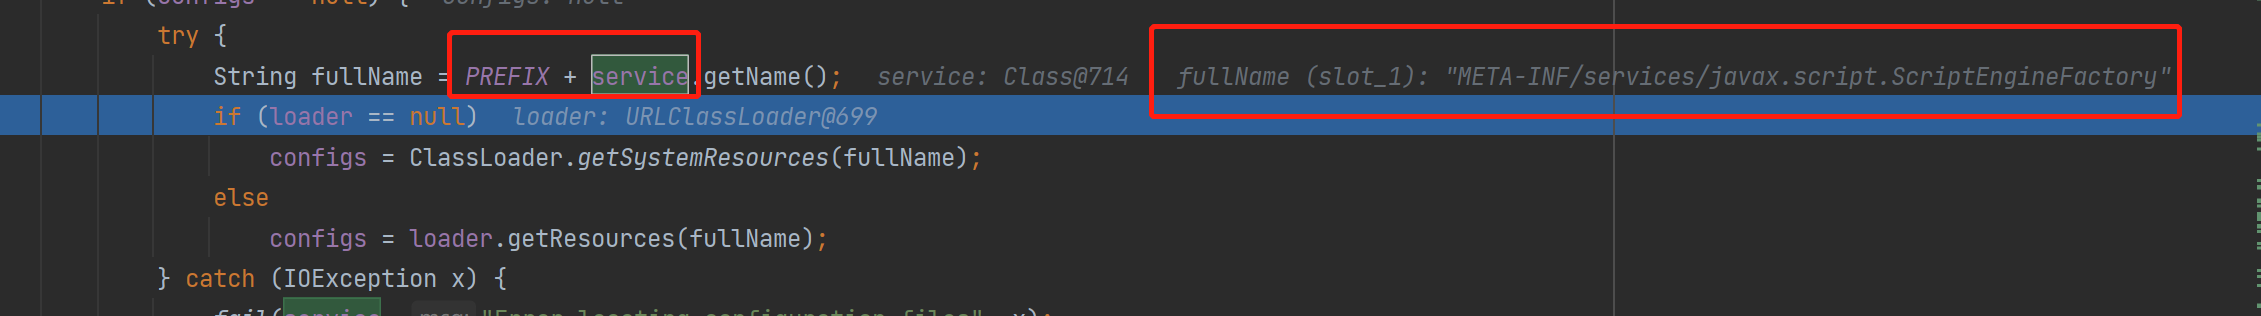 try {
String fullName = PREFIX + service.getName(); service: Class@714 fullName (slot_1): "META-INF/services/javax.script.ScriptEngineFactory"
if (loader == null) loader: URLClassLoader@699
configs = ClassLoader.getSystemResources(fullName);
else
configs = loader.getResources(fullName);
} catch (IOException x) {